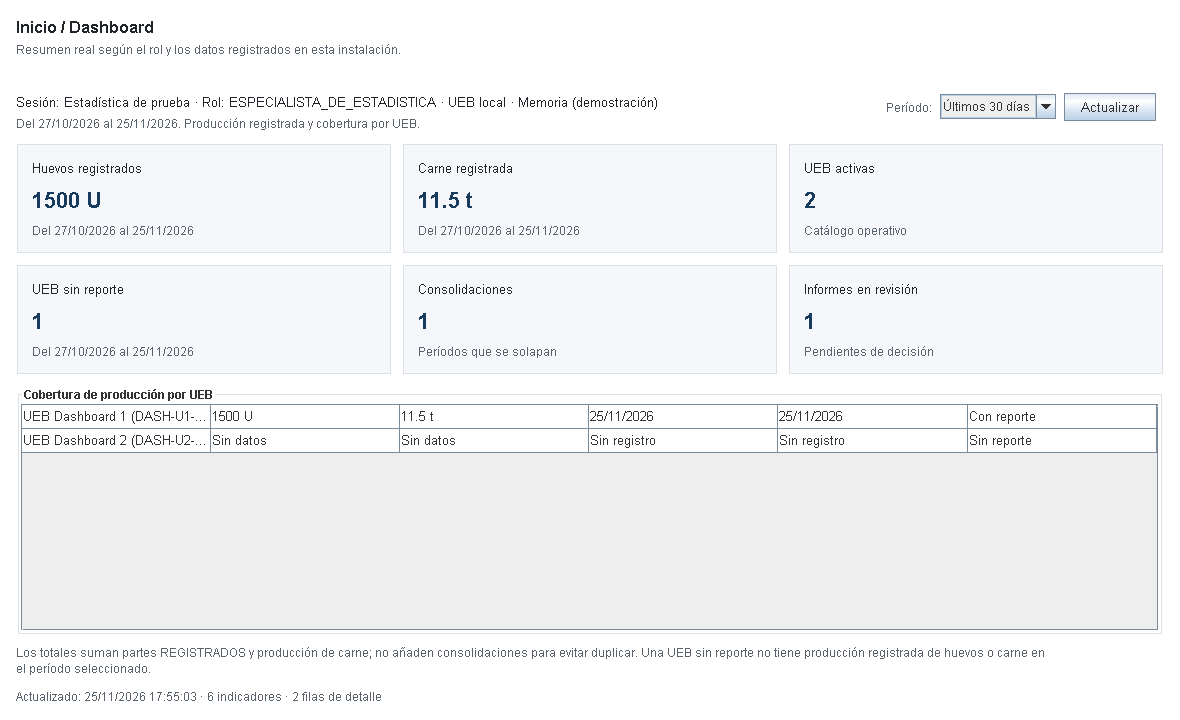 Inicio / Dashboard
Resumen real según el rol y los datos registrados en esta instalación.
Sesión: Estadística de prueba · Rol: ESPECIALISTA_DE_ESTADISTICA · UEB local · Memoria (demostración)
Del 27/10/2026 al 25/11/2026. Producción registrada y cobertura por UEB.
Período: Últimos 30 días Actualizar
Huevos registrados
1500 U
Del 27/10/2026 al 25/11/2026
Carne registrada
11.5 t
Del 27/10/2026 al 25/11/2026
UEB activas
2
Catálogo operativo
UEB sin reporte
1
Del 27/10/2026 al 25/11/2026
Consolidaciones
1
Períodos que se solapan
Informes en revisión
1
Pendientes de decisión
Cobertura de producción por UEB
UEB Dashboard 1 (DASH-U1-... 1500 U 11.5 t 25/11/2026 25/11/2026 Con reporte
UEB Dashboard 2 (DASH-U2-... Sin datos Sin datos Sin registro Sin registro Sin reporte
Los totales suman partes REGISTRADOS y producción de carne; no añaden consolidaciones para evitar duplicar. Una UEB sin reporte no tiene producción registrada de huevos o carne en
el período seleccionado.
Actualizado: 25/11/2026 17:55:03 · 6 indicadores · 2 filas de detalle